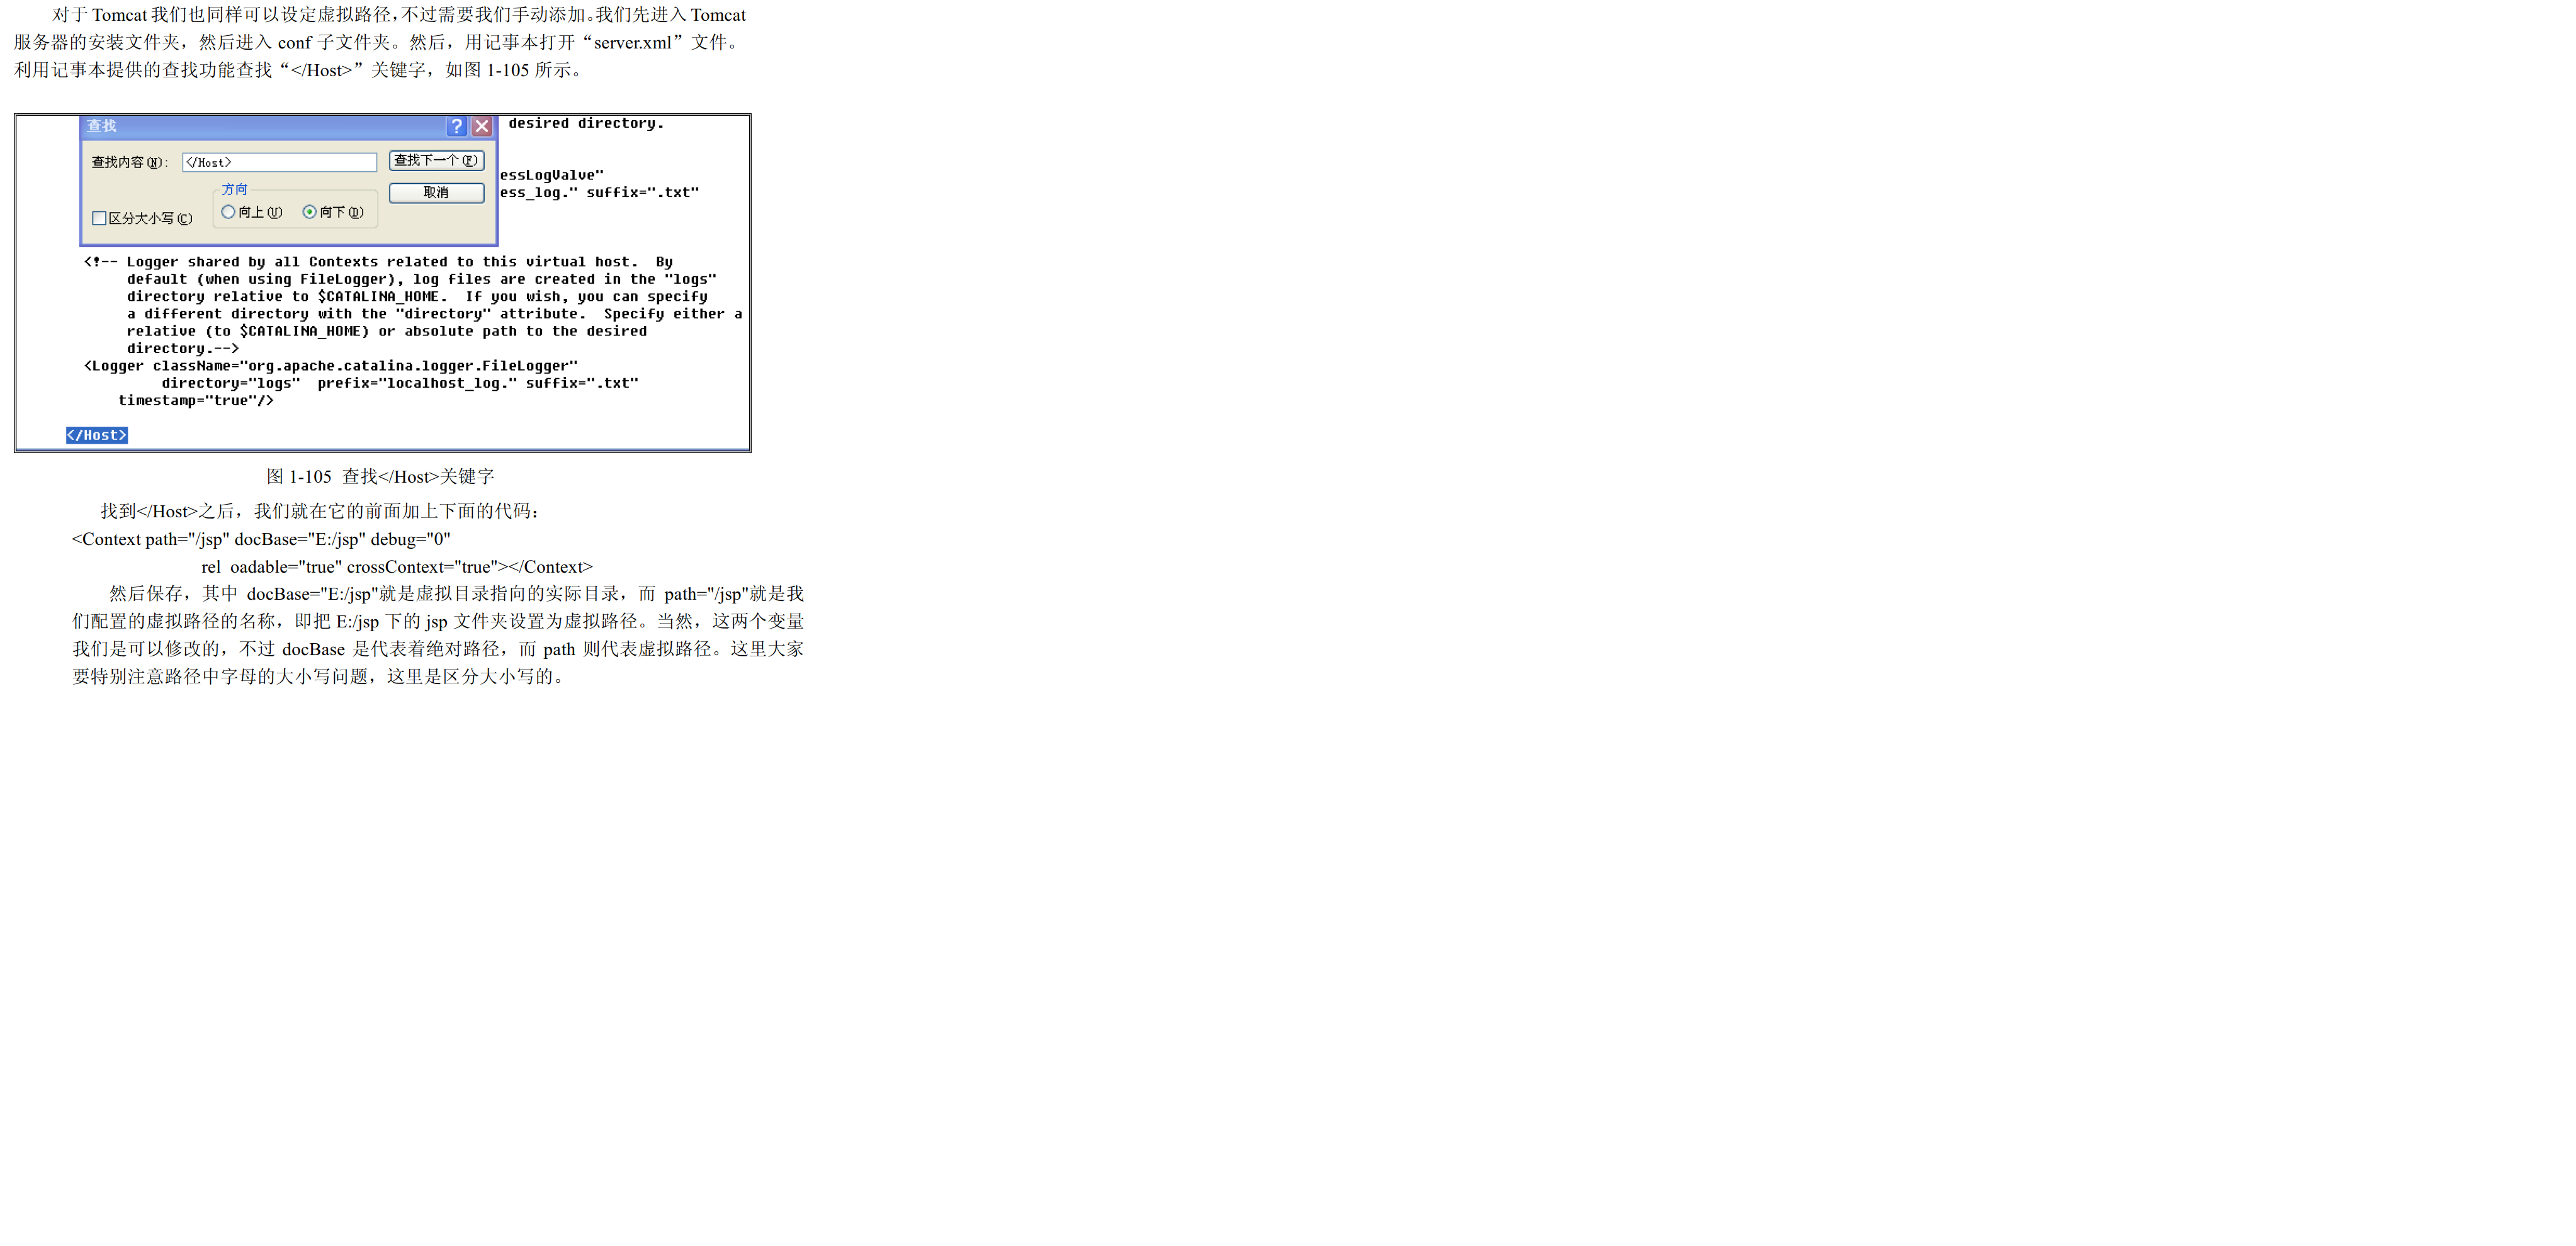 对于 Tomcat 我们也同样可以设定虚拟路径，不过需要我们手动添加。我们先进入 Tomcat
服务器的安装文件夹，然后进入 conf 子文件夹。然后，用记事本打开“server.xml”文件。
利用记事本提供的查找功能查找“</Host>”关键字，如图 1-105 所示。
查找
desired directory.
查找内容(N): </Host> 查找下一个(F)
essLogValve"
方向 取消 ess_log." suffix=".txt"
区分大小写(C) 向上(U) 向下(D)
<!-- Logger shared by all Contexts related to this virtual host.  By
default (when using FileLogger), log files are created in the "logs"
directory relative to $CATALINA_HOME.  If you wish, you can specify
a different directory with the "directory" attribute.  Specify either a
relative (to $CATALINA_HOME) or absolute path to the desired
directory.-->
<Logger className="org.apache.catalina.logger.FileLogger"
directory="logs"  prefix="localhost_log." suffix=".txt"
timestamp="true"/>
</Host>
图 1-105  查找</Host>关键字
找到</Host>之后，我们就在它的前面加上下面的代码：
<Context path="/jsp" docBase="E:/jsp" debug="0"
rel  oadable="true" crossContext="true"></Context>
然后保存，其中 docBase="E:/jsp"就是虚拟目录指向的实际目录，而 path="/jsp"就是我
们配置的虚拟路径的名称，即把 E:/jsp 下的 jsp 文件夹设置为虚拟路径。当然，这两个变量
我们是可以修改的，不过 docBase 是代表着绝对路径，而 path 则代表虚拟路径。这里大家
要特别注意路径中字母的大小写问题，这里是区分大小写的。